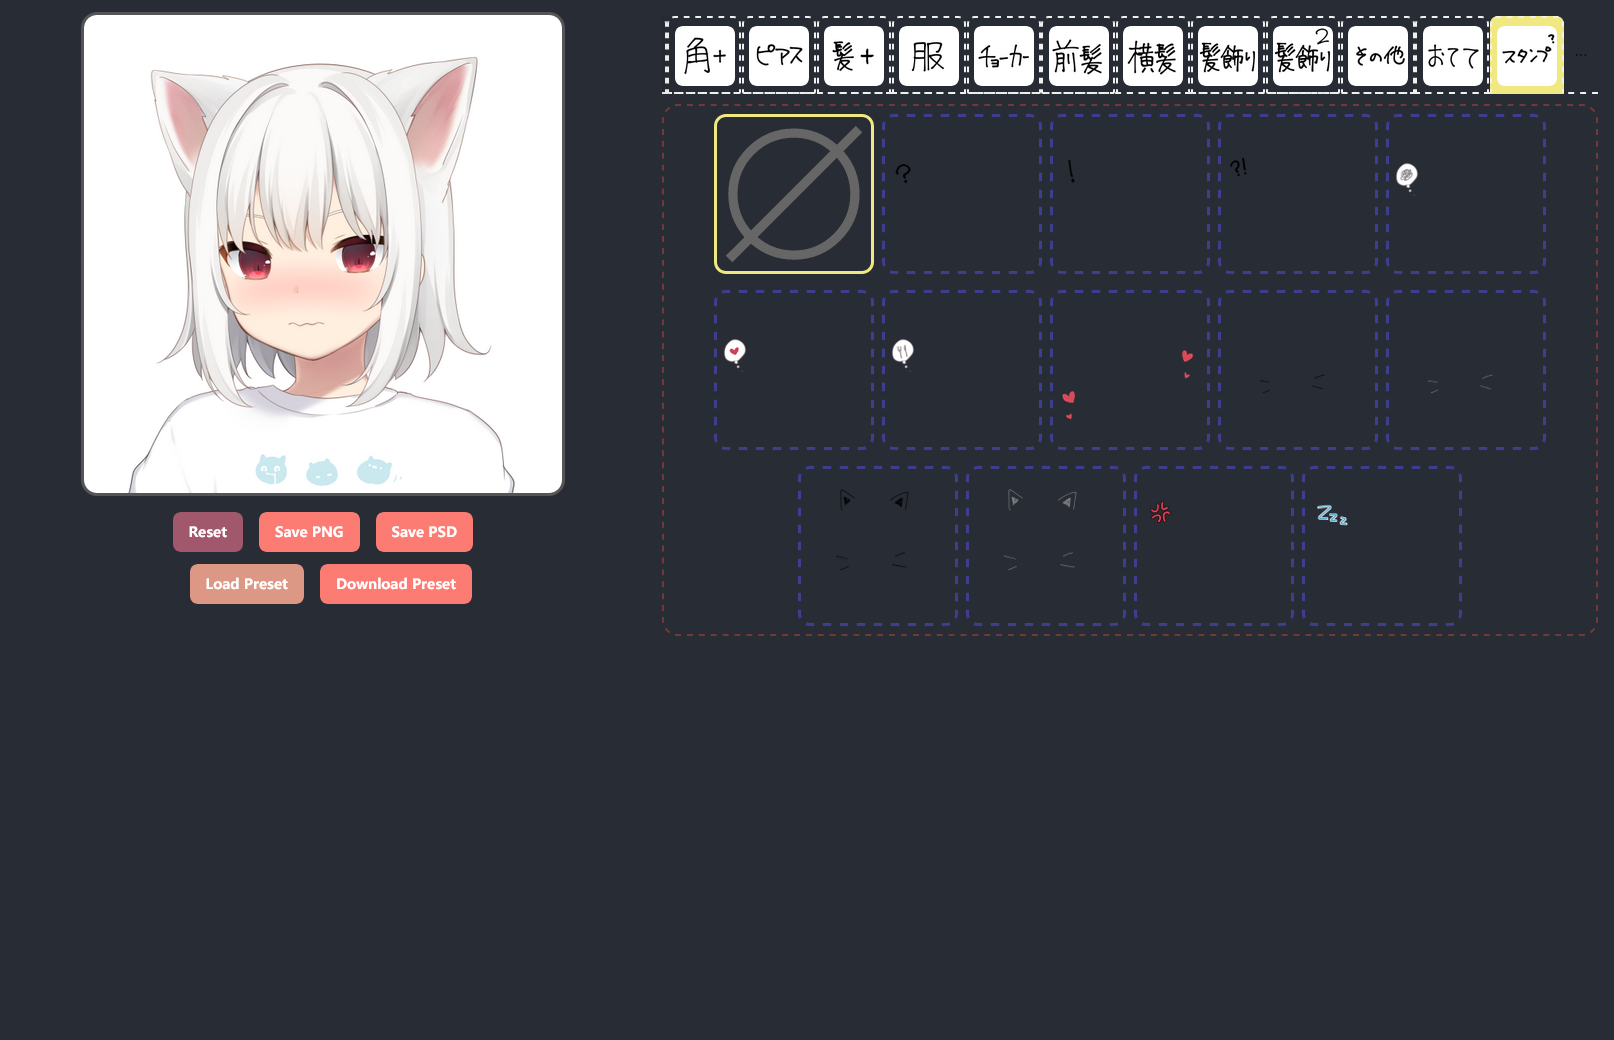 角+
ピアス
髪+
服
チョーカー
前髪
横髪
髪飾り
髪飾り2
その他
おてて
スタンプ?
...
?
!
?!
Zzz
Reset
Save PNG
Save PSD
Load Preset
Download Preset